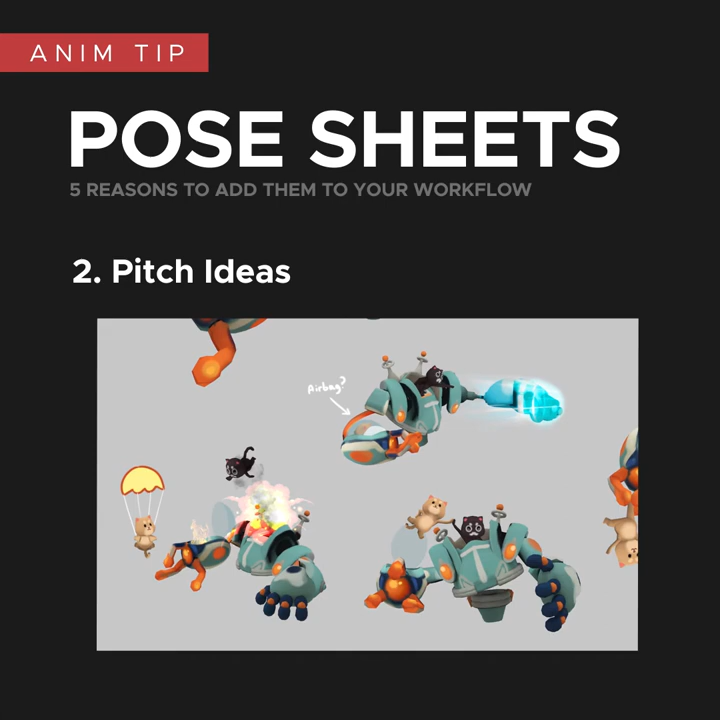 ANIM TIP
POSE SHEETS
5 REASONS TO ADD THEM TO YOUR WORKFLOW
2. Pitch Ideas
Airbag?